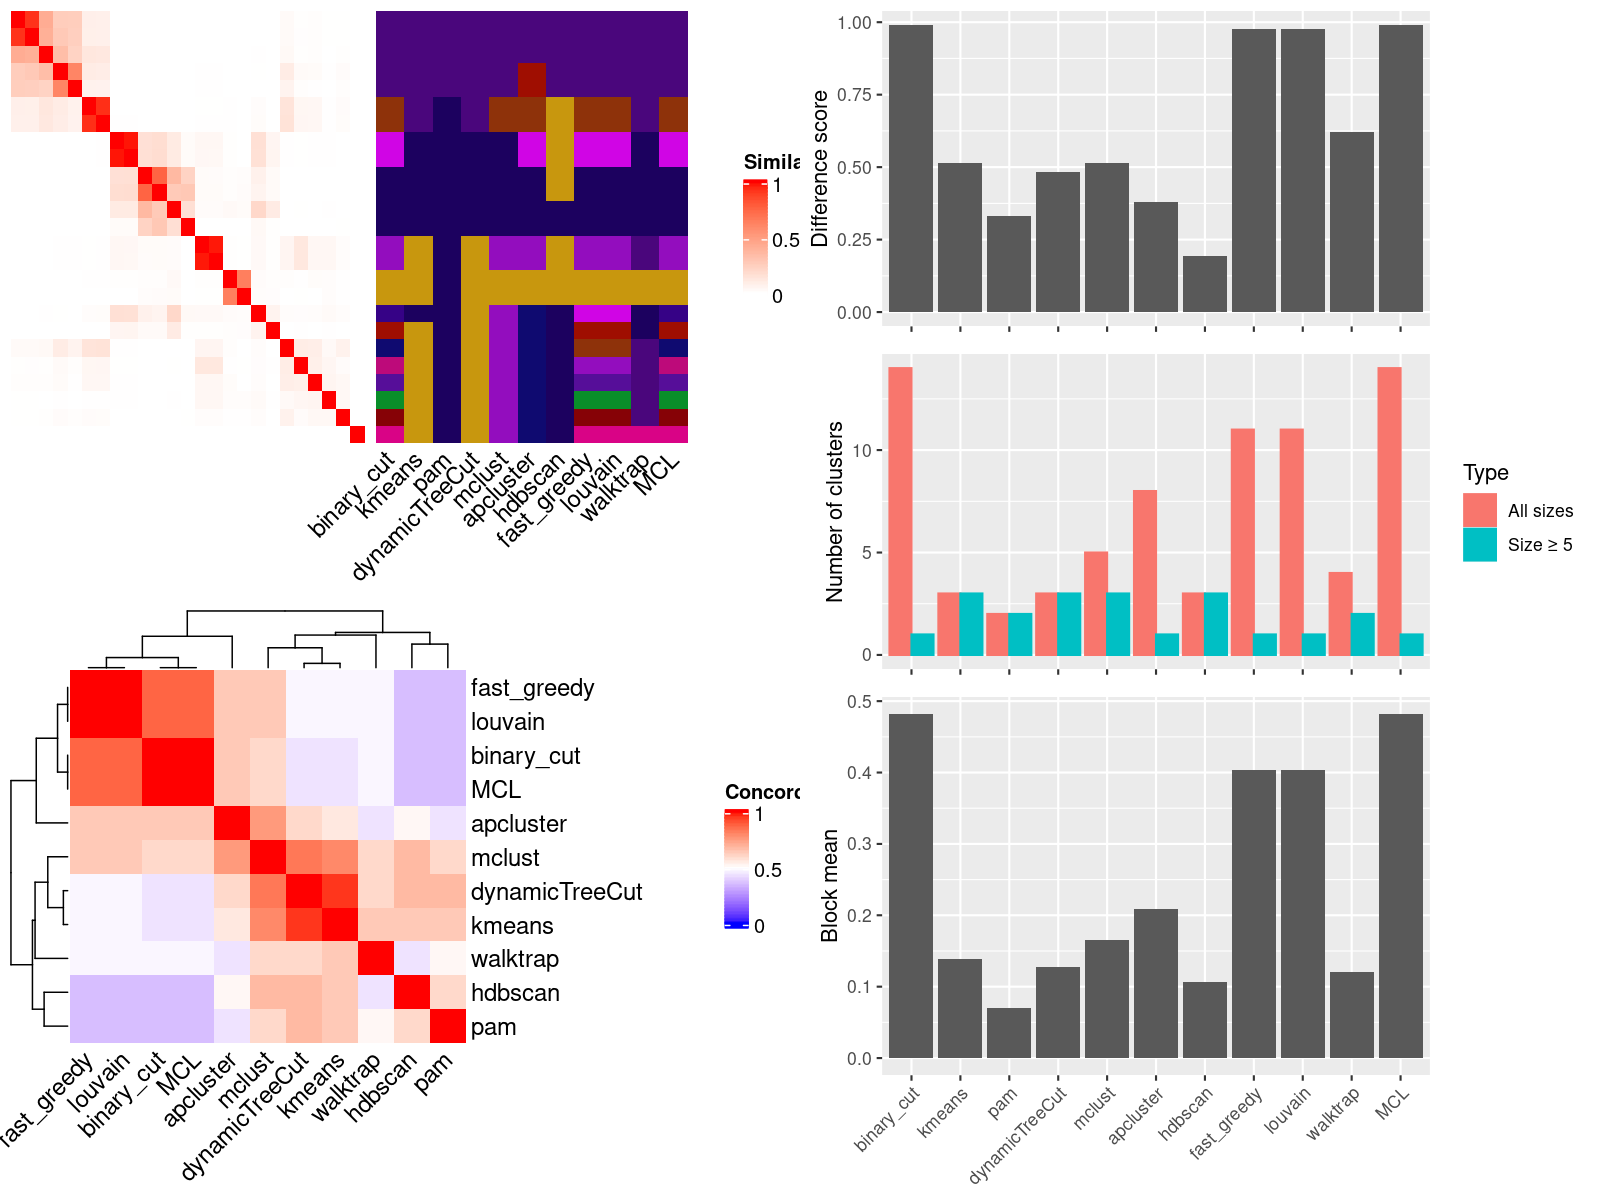 Simila
1
0.5
0
binary_cut
kmeans
pam
dynamicTreeCut
mclust
apcluster
hdbscan
fast_greedy
louvain
walktrap
MCL
fast_greedy
louvain
binary_cut
MCL
apcluster
mclust
dynamicTreeCut
kmeans
walktrap
hdbscan
pam
Concord
1
0.5
0
fast_greedy
louvain
binary_cut
MCL
apcluster
mclust
dynamicTreeCut
kmeans
walktrap
hdbscan
pam
Difference score
1.00
0.75
0.50
0.25
0.00
Number of clusters
10
5
0
Type
All sizes
Size ≥ 5
Block mean
0.5
0.4
0.3
0.2
0.1
0.0
binary_cut
kmeans
pam
dynamicTreeCut
mclust
apcluster
hdbscan
fast_greedy
louvain
walktrap
MCL